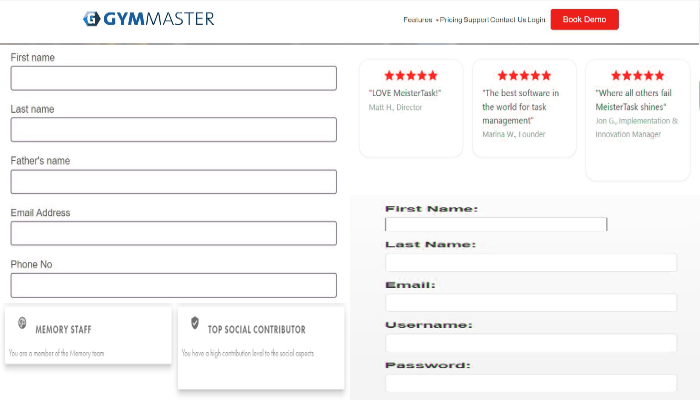 GYMMASTER
Features Pricing Support Contact Us Login Book Demo
First name
Last name
Father's name
Email Address
Phone No
MEMORY STAFF
You are a member of the Memory team
TOP SOCIAL CONTRIBUTOR
You have a high contribution level to the social aspects
"LOVE MeisterTask!"
Matt H., Director
"The best software in
the world for task
management"
Marina W., Founder
"Where all others fail
MeisterTask shines"
Jon G., Implementation &
Innovation Manager
First Name:
Last Name:
Email:
Username:
Password: